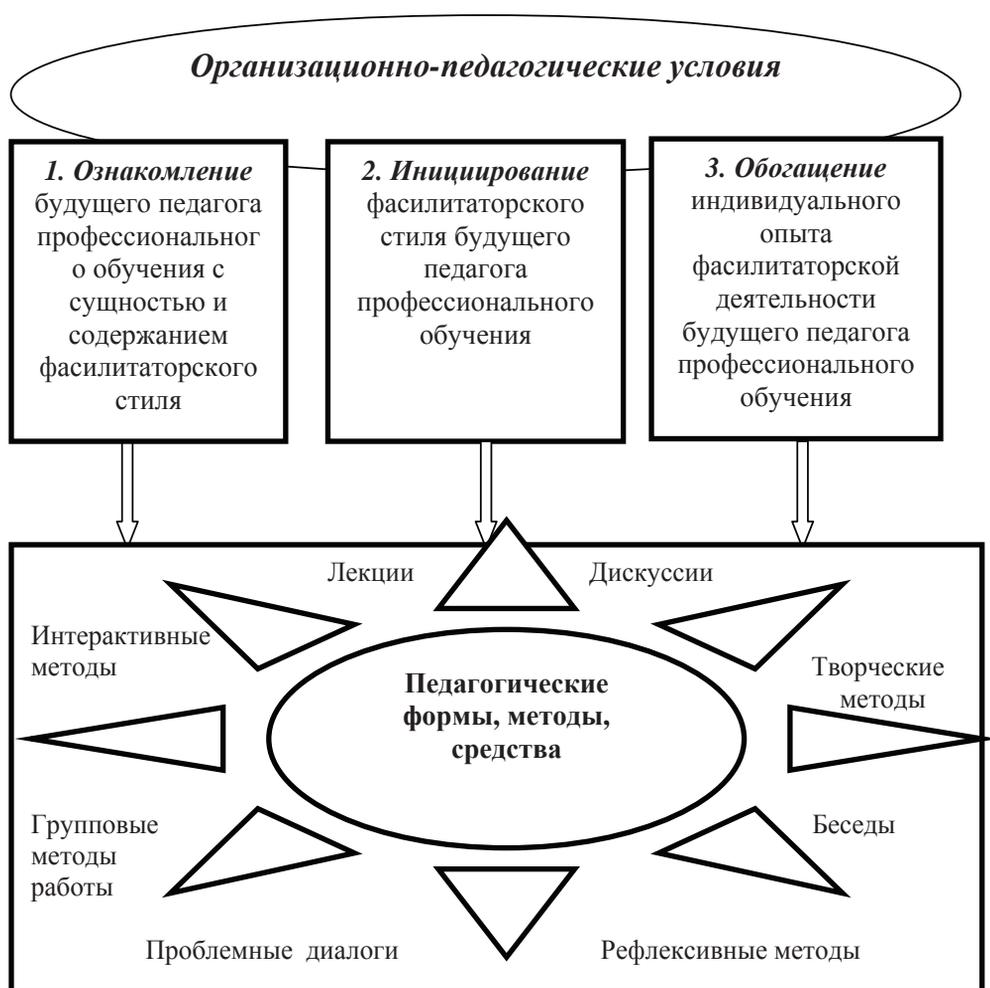 Организационно-педагогические условия
1. Ознакомление
будущего педагога
профессиональног
о обучения с
сущностью и
содержанием
фасилитаторского
стиля
2. Инициирование
фасилитаторского
стиля будущего
педагога
профессионального
обучения
3. Обогащение
индивидуального
опыта
фасилитаторской
деятельности
будущего педагога
профессионального
обучения
Лекции
Дискуссии
Интерактивные
методы
Творческие
методы
Педагогические
формы, методы,
средства
Групповые
методы
работы
Беседы
Проблемные диалоги
Рефлексивные методы